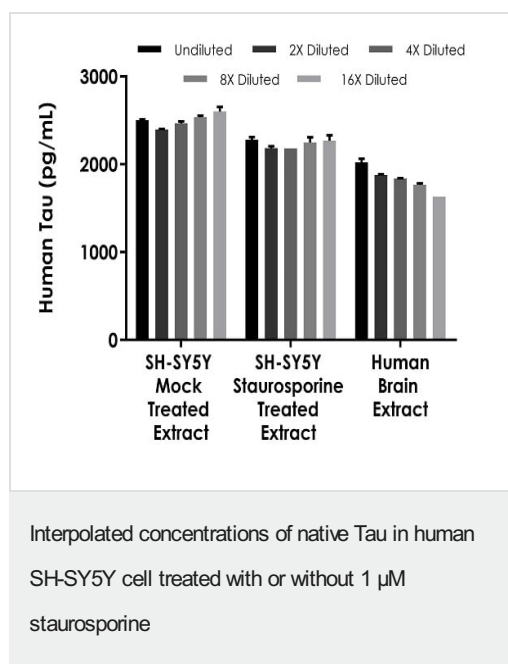 Undiluted 2X Diluted 4X Diluted
8X Diluted 16X Diluted
Human Tau (pg/mL)
3000
2000
1000
0
SH-SY5Y Mock Treated Extract
SH-SY5Y Staurosporine Treated Extract
Human Brain Extract
Interpolated concentrations of native Tau in human
SH-SY5Y cell treated with or without 1 µM
staurosporine